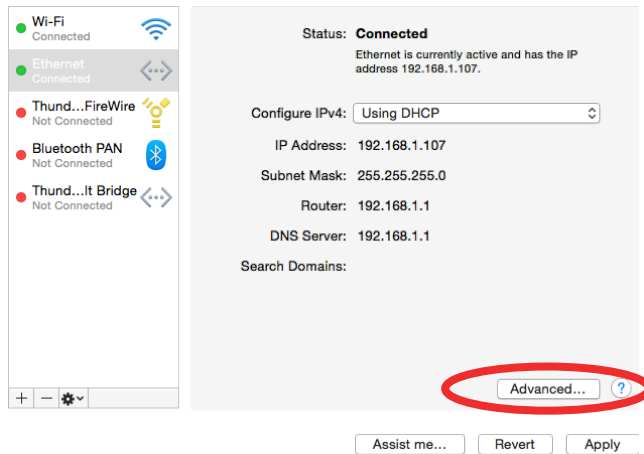 Wi-Fi
Connected
Ethernet
Connected
Thund...FireWire
Not Connected
Bluetooth PAN
Not Connected
Thund...lt Bridge
Not Connected
Status: Connected
Ethernet is currently active and has the IP
address 192.168.1.107.
Configure IPv4: Using DHCP
IP Address: 192.168.1.107
Subnet Mask: 255.255.255.0
Router: 192.168.1.1
DNS Server: 192.168.1.1
Search Domains:
Advanced... ?
Assist me... Revert Apply